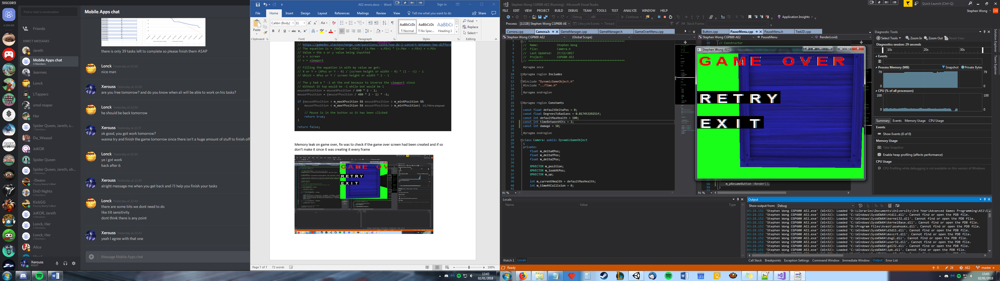 DISCORD
Find or start a conversation
4 ONLINE
Friends
DIRECT MESSAGES
Jareth
Mobile Apps chat
4 Members
Jearmes
Lonck
LTapperz
smol reaper
Her
Spider Queen, Jareth, s...
7 Members
Da_Weasel
JoKOR
Spider Queen
Spider Queen, Jareth, oh...
-Deano
Playing Garry's Mod
DnD Nights
6 Members
KickGG
Playing Garry's Mod
JoKOR, Jareth
3 Members
Lonck, Her
3 Members
Lonck, Her
3 Members
Alice
Xerouss
#2637
Mobile Apps chat
there is only 39 tasks left to complete so please finish them ASAP
Lonck Yesterday at 22:20
nice man
Xerouss Yesterday at 22:28
are you free tomorrow? and do you know when ali will be able to work on his tasks?
Lonck Yesterday at 22:30
he should be back tomorrow
Xerouss Yesterday at 22:31
ok good, you got work tomorrow?
wanna try and finish the game tomorrow since there isn't a huge amount of stuff to finish off
Lonck Yesterday at 22:34
ye i got work
back after 6
Xerouss Yesterday at 22:39
alright message me when you get back and i'll help you finish your tasks
Lonck Yesterday at 22:40
there are some bits we dont need to do
like tilt sensitivity
dont think there is any point
Xerouss Yesterday at 22:42
yeah I agree with that one
Message Mobile Apps chat
AE2 errors.docx - Word
Sign in
File Home Insert Design Layout References Mailings Review View Tell me what you want to do Share
Paste
Calibri (Body) 11
Find
Replace
Select
AaBbCcDc AaBbCcDc AaBbCc
¶ Normal ¶ No Spac... Heading 1
Clipboard Font Paragraph Styles Editing
// https://gamedev.stackexchange.com/questions/32555/how-do-i-convert-between-two-differe
// The equation is = (Value - s.Min) / (s.Max - s.Min) * (v.Max - v.Min) + v.Min
// Value = the x or y value being inputted
// s = screen
// v = viewport
// Filling the equation in with my value we get:
// X or Y = (XPos or Y - 0) / (screen height or width - 0) * (1 - -1) - 1
// Which = XPos or Y / screen height or width * 2 - 1
// The y had a * -1 at the end because to inverse the viewport since
// Without it top would be -1 while bot would be 1
mouseXPosition = mouseXPosition / 640 * 2 - 1;
mouseYPosition = (mouseYPosition / 480 * 2 - 1) * -1;
if (mouseXPosition < m_maxXPosition && mouseXPosition > m_minXPosition &&
mouseYPosition < m_maxYPosition && mouseYPosition > m_minYPosition) ≤5,745ms elapsed
{
// Mouse is in the button so it has been clicked
return true;
}
return false;
Memory leak on game over, fix was to check if the game over screen had been created and if so
don't make it since it was creating it every frame
GAME OV
RETRY
EXIT
Page 7 of 7 72 words
100%
13:43
02/01/2018
Stephen Wong CGP600 AE2 (Running) - Microsoft Visual Studio
Quick Launch (Ctrl+Q)
FILE EDIT VIEW PROJECT BUILD DEBUG TEAM TOOLS TEST ANALYZE WINDOW HELP
Stephen Wong SW
Debug x86 Continue Application Insights
Process: [11328] Stephen Wong CGP600 AE Lifecycle Events Thread: Stack Frame:
Camera.cpp Camera.h GameManager.cpp GameManager.h GameOverMenu.cpp
Stephen Wong CGP600 AE2 (Global Scope)
1 // ********************************************************
2 // Name: Stephen Wong
3 // File: Camera.h
4 // Last Updated: 27/12/2017
5 // Project: CGP600 AE2
6 // ********************************************************
7
8 #pragma once
9
10 #pragma region Includes
11
12 #include "DynamicGameObject.h"
13 #include "../Time.h"
14
15 #pragma endregion
16
17
18 #pragma region Constants
19
20 const float defaultDeltaPos = 0;
21 const float DegreesToRadians = 0.01745329251f;
22 const int defaultMaxHealth = 100;
23 const int timeBetweenHits = 2;
24 const int damage = 10;
25
26 #pragma endregion
27
28 class Camera: public DynamicGameObject
29 {
30 private:
31 float m_deltaXPos;
32 float m_deltaYPos;
33 float m_deltaZPos;
34
35 XMVECTOR m_position;
36 XMVECTOR m_lookAtPos;
37 XMVECTOR m_up;
38
39 int m_currentHealth = defaultMaxHealth;
40 int m_timeAtCollision = 0;
41
91 %
Button.cpp PauseMenu.cpp PauseMenu.h Text2D.cpp
Stephen Wong CGP600 AE2 PauseMenu Render(void)
18 // Constructor
Stephen Wong AE2
GAME OVER
RETRY
EXIT
58 m_pResumeButton->Render();
59 }
91 %
Diagnostic Tools
Select Tools Zoom In Zoom Out Reset View
Diagnostics session: 29 seconds
10s 20s 30s
Events
Process Memory (MB) Snapshot Private Bytes
79 79
0 0
CPU (% of all processors)
100 100
0 0
Summary Events Memory Usage CPU Usage
Events
Show Events (0 of 0)
Memory Usage
Take Snapshot
Enable heap profiling (affects performance)
CPU Usage
CPU Profiling while debugging is not available on this version of Windows
Solution Explorer
Team Explorer
Locals
Name Value Type
Watch 1 Locals
Output
Show output from: Debug
43:28.152 'Stephen Wong CGP600 AE2.exe' (Win32): Loaded 'D:\Libraries\Documents\University\3rd Year\Advanced Games Programming\AE2\S
43:28.152 'Stephen Wong CGP600 AE2.exe' (Win32): Loaded 'C:\Windows\SysWOW64\ntdll.dll'. Cannot find or open the PDB file.
43:28.152 'Stephen Wong CGP600 AE2.exe' (Win32): Loaded 'C:\Windows\SysWOW64\kernel32.dll'. Cannot find or open the PDB file.
43:28.152 'Stephen Wong CGP600 AE2.exe' (Win32): Loaded 'C:\Windows\SysWOW64\KernelBase.dll'. Cannot find or open the PDB file.
43:28.152 'Stephen Wong CGP600 AE2.exe' (Win32): Loaded 'D:\Program Files\Avast\aswhookx.dll'. Cannot find or open the PDB file.
43:28.152 'Stephen Wong CGP600 AE2.exe' (Win32): Loaded 'C:\Windows\SysWOW64\d3d11.dll'. Cannot find or open the PDB file.
43:28.152 'Stephen Wong CGP600 AE2.exe' (Win32): Loaded 'C:\Windows\SysWOW64\msvcrt.dll'. Cannot find or open the PDB file.
43:28.152 'Stephen Wong CGP600 AE2.exe' (Win32): Loaded 'C:\Windows\SysWOW64\dxgi.dll'. Cannot find or open the PDB file.
43:28.152 'Stephen Wong CGP600 AE2.exe' (Win32): Loaded 'C:\Windows\SysWOW64\user32.dll'. Cannot find or open the PDB file.
43:28.152 'Stephen Wong CGP600 AE2.exe' (Win32): Loaded 'C:\Windows\SysWOW64\gdi32.dll'. Cannot find or open the PDB file.
43:28.152 'Stephen Wong CGP600 AE2.exe' (Win32): Loaded 'C:\Windows\SysWOW64\lpk.dll'. Cannot find or open the PDB file.
Call Stack Breakpoints Exception Settings Command Window Immediate Window Output Error List
Ready
0 24 AE2 master
13:43
02/01/2018